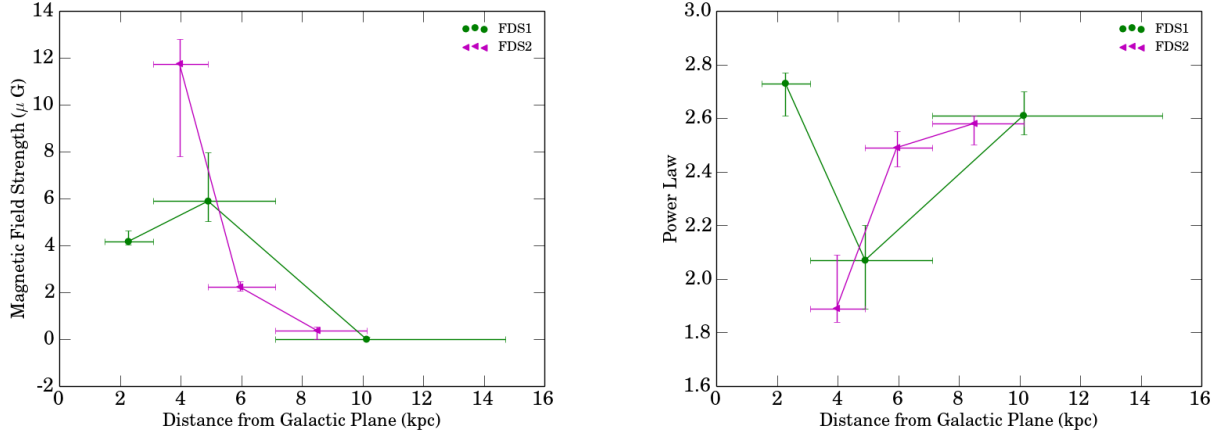 14
12
10
8
6
4
2
0
-2
Magnetic Field Strength (μ G)
FDS1
FDS2
0 2 4 6 8 10 12 14 16
Distance from Galactic Plane (kpc)
3.0
2.8
2.6
2.4
2.2
2.0
1.8
1.6
Power Law
FDS1
FDS2
0 2 4 6 8 10 12 14 16
Distance from Galactic Plane (kpc)